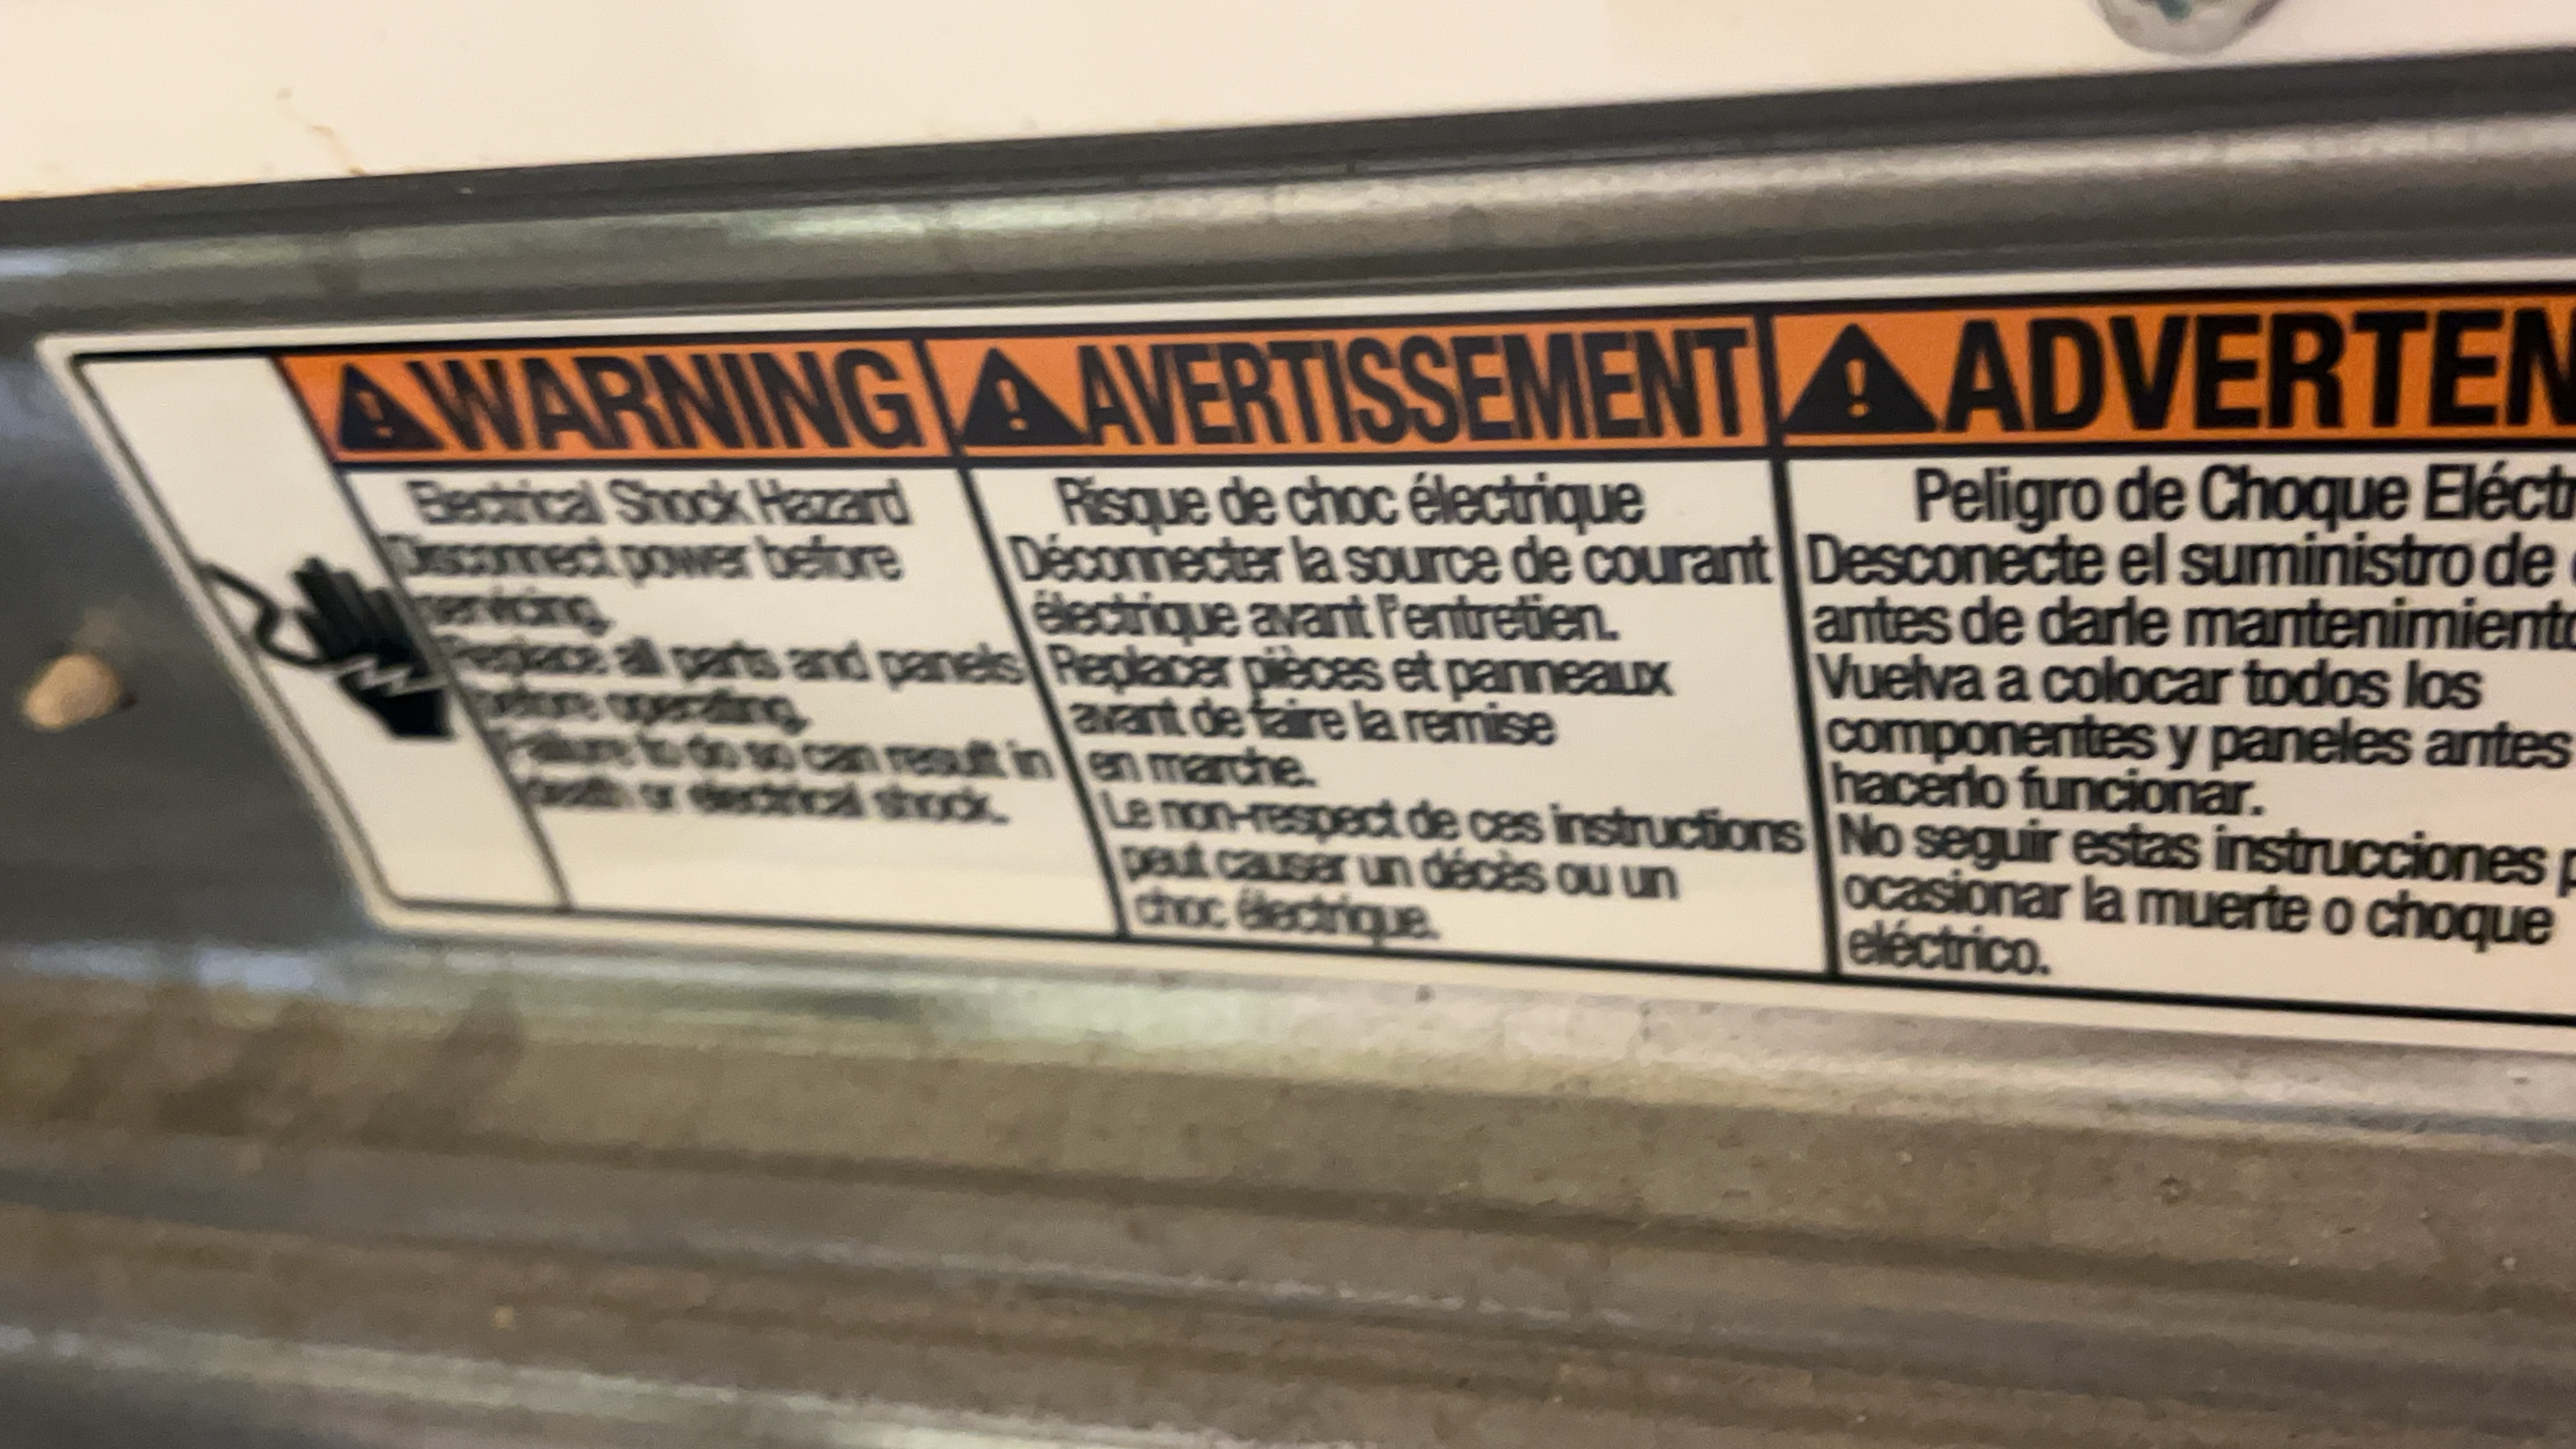 WARNING
Electrical Shock Hazard
Disconnect power before
servicing.
Replace all parts and panels
before operating.
Failure to do so can result in
death or electrical shock.
AVERTISSEMENT
Risque de choc électrique
Déconnecter la source de courant
électrique avant l'entretien.
Replacer pièces et panneaux
avant de faire la remise
en marche.
Le non-respect de ces instructions
peut causer un décès ou un
choc électrique.
ADVERTEN
Peligro de Choque Eléct
Desconecte el suministro de
antes de darle mantenimiento
Vuelva a colocar todos los
componentes y paneles antes
hacerlo funcionar.
No seguir estas instrucciones p
ocasionar la muerte o choque
eléctrico.